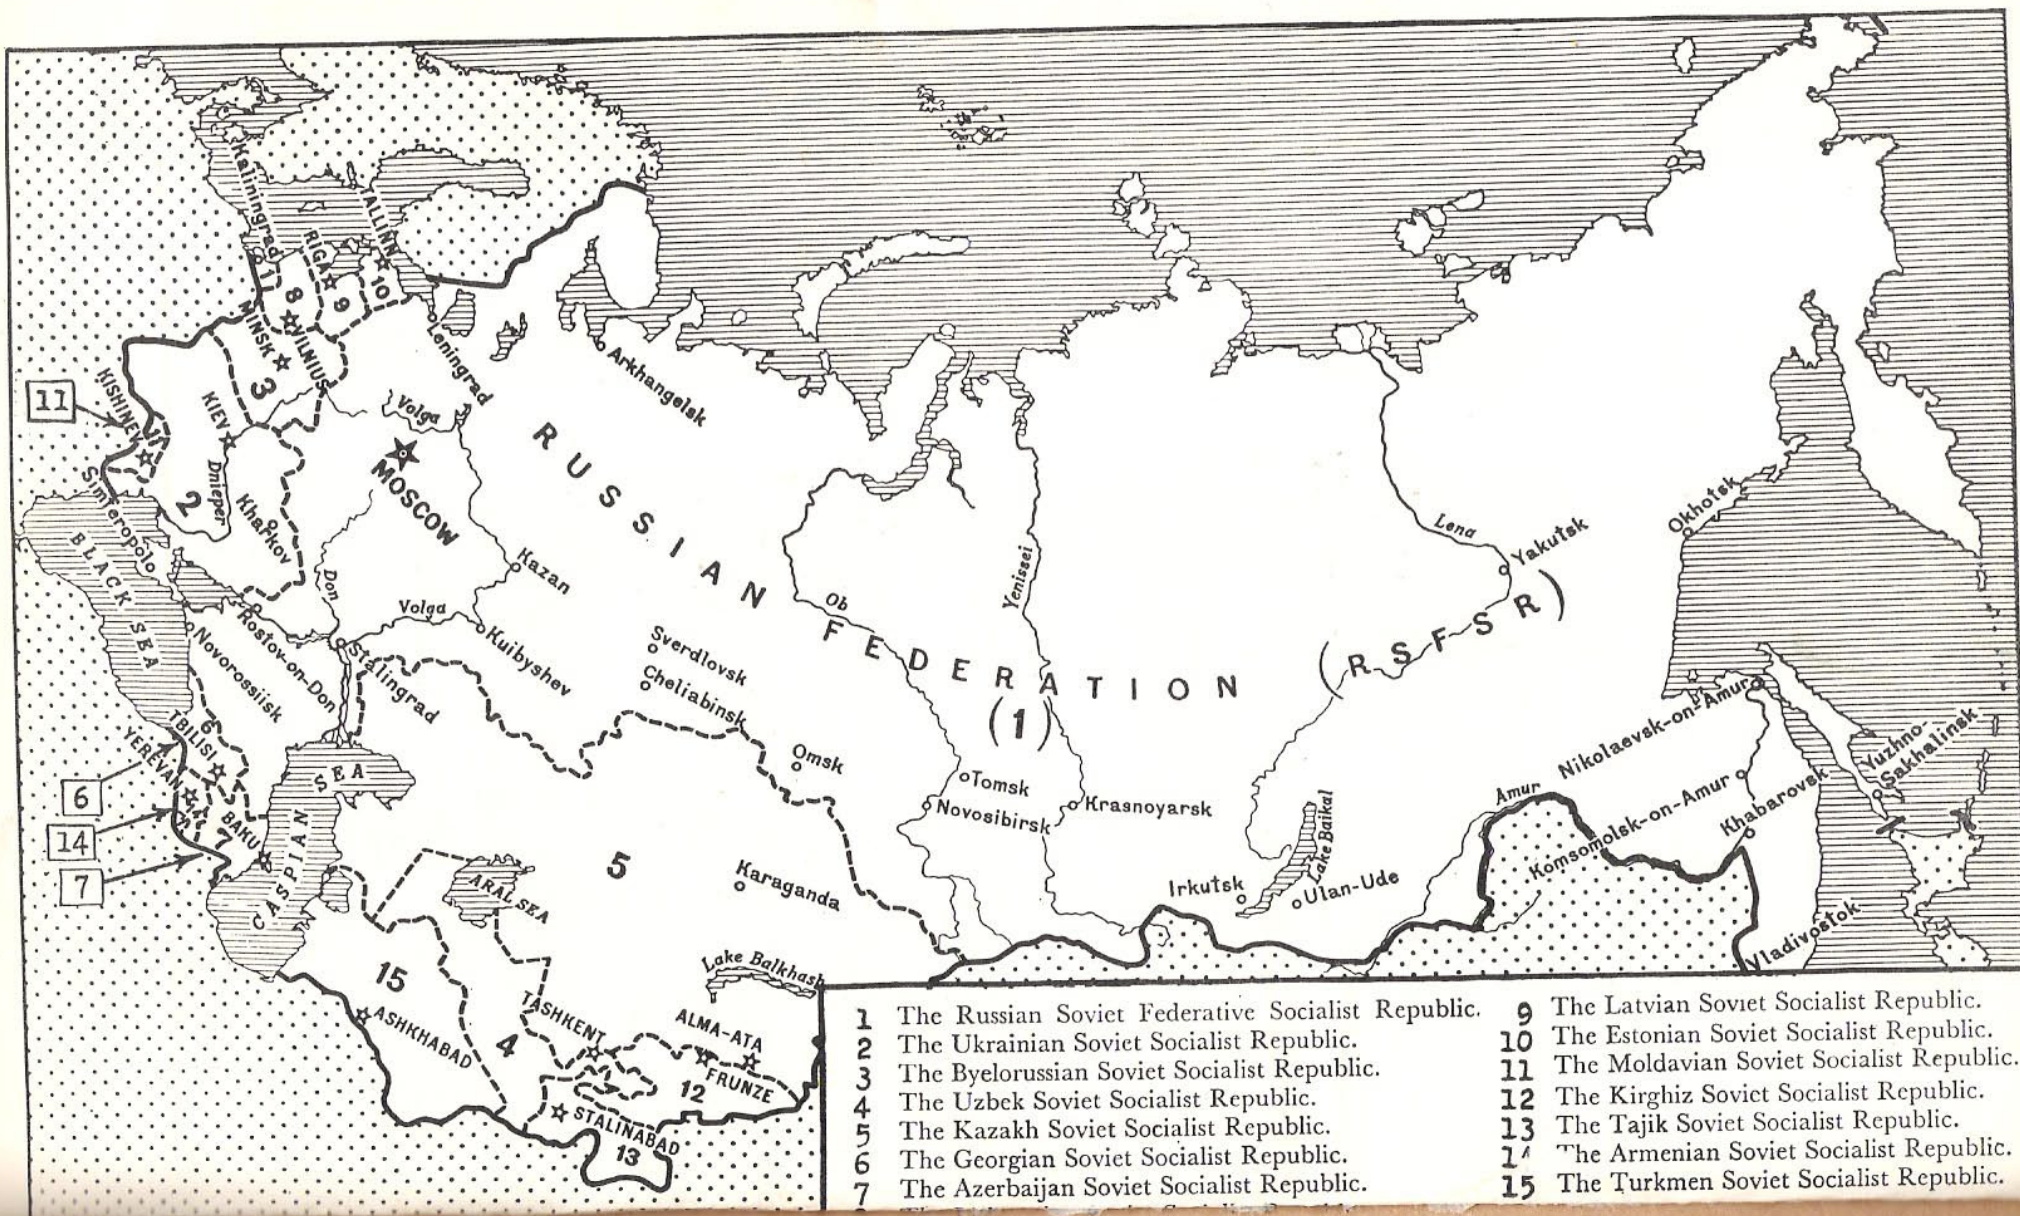 Kaliningrad
TALLINN
RIGA
10
1
8
9
MINSK
VILNIUS
Leningrad
Arkhangelsk
3
KISHINEV
11
KIEV
Volga
MOSCOW
Dnieper
2
Kharkov
Simferopolo
BLACK SEA
Don
Kazan
Volga
Kuibyshev
Rostov-on-Don
Novorossiisk
Stalingrad
Sverdlovsk
Cheliabinsk
RUSSIAN FEDERATION (RSFSR)
(1)
Ob
Yenissei
Lena
Yakutsk
Okhotsk
Omsk
Tomsk
Novosibirsk
Krasnoyarsk
Irkutsk
Lake Baikal
Ulan-Ude
Amur
Nikolaevsk-on-Amur
Komsomolsk-on-Amur
Khabarovsk
Yuzhno-
Sakhalinsk
Vladivostok
6
TBILISI
YEREVAN
6
14
14
BAKU
7
7
CASPIAN SEA
5
ARAL SEA
Karaganda
Lake Balkhash
15
ASHKHABAD
4
TASHKENT
ALMA-ATA
FRUNZE
12
STALINABAD
13
1 The Russian Soviet Federative Socialist Republic.
2 The Ukrainian Soviet Socialist Republic.
3 The Byelorussian Soviet Socialist Republic.
4 The Uzbek Soviet Socialist Republic.
5 The Kazakh Soviet Socialist Republic.
6 The Georgian Soviet Socialist Republic.
7 The Azerbaijan Soviet Socialist Republic.
9 The Latvian Soviet Socialist Republic.
10 The Estonian Soviet Socialist Republic.
11 The Moldavian Soviet Socialist Republic.
12 The Kirghiz Soviet Socialist Republic.
13 The Tajik Soviet Socialist Republic.
The Armenian Soviet Socialist Republic.
15 The Turkmen Soviet Socialist Republic.